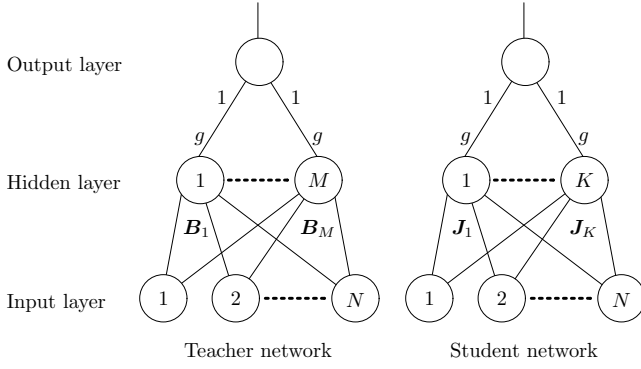 Output layer
1 1 1 1
g g g g
Hidden layer 1 M 1 K
B1 BM J1 JK
Input layer 1 2 N 1 2 N
Teacher network Student network